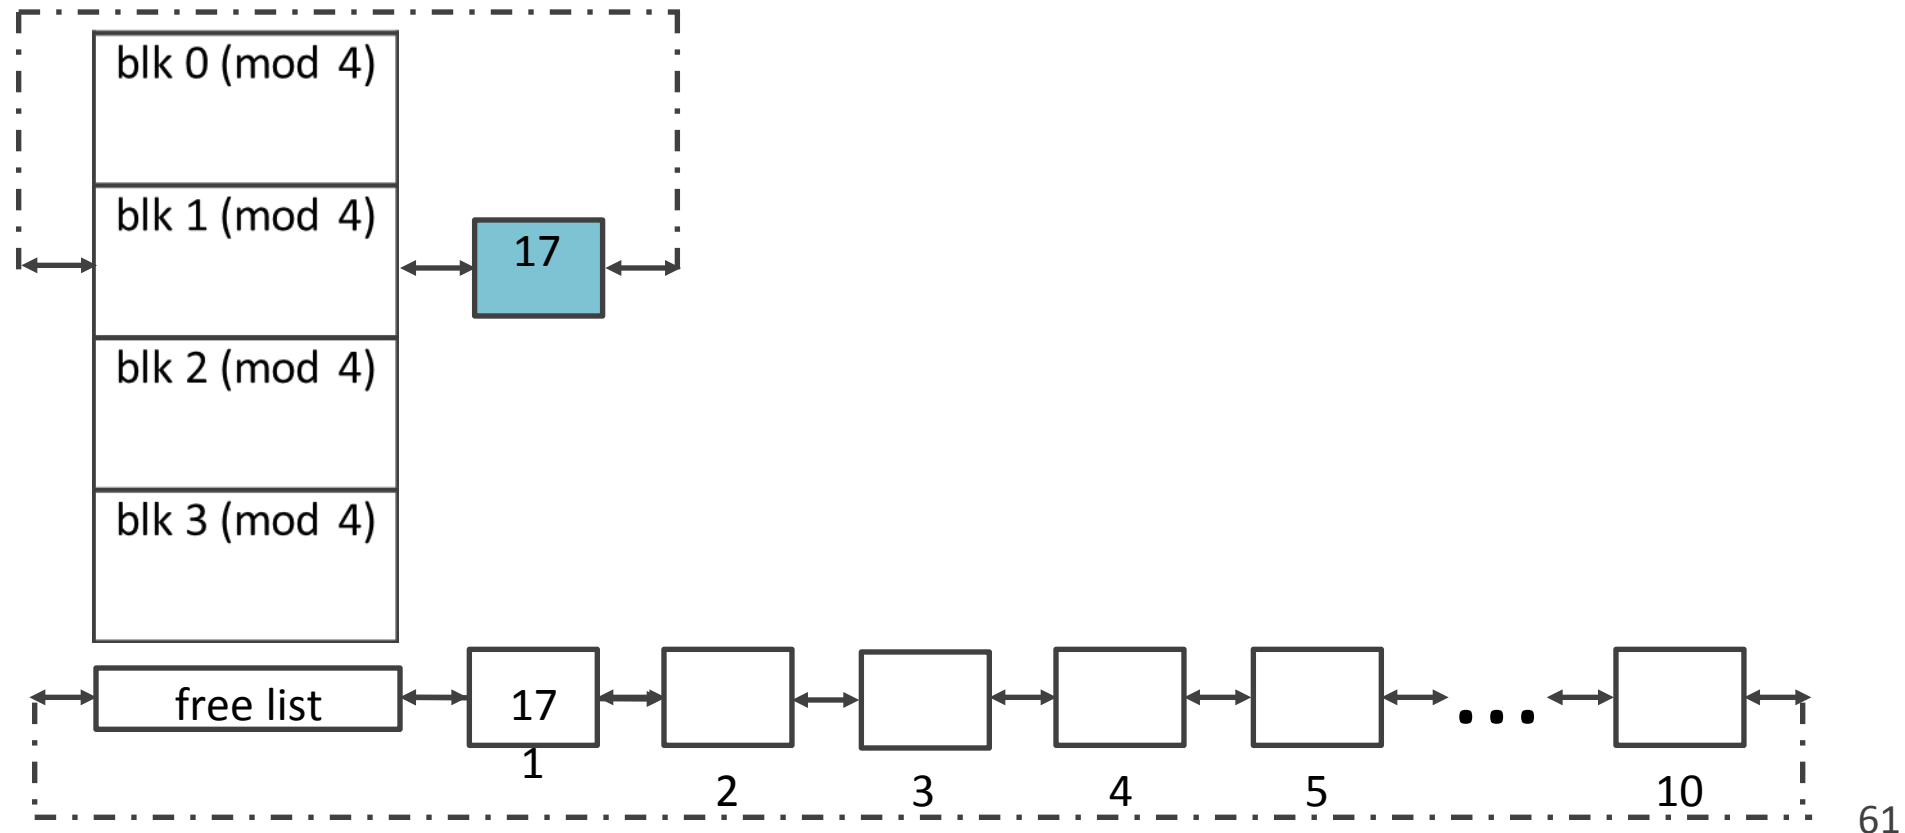 blk 0 (mod 4)
blk 1 (mod 4)
17
blk 2 (mod 4)
blk 3 (mod 4)
free list
17
...
1
2
3
4
5
10
61